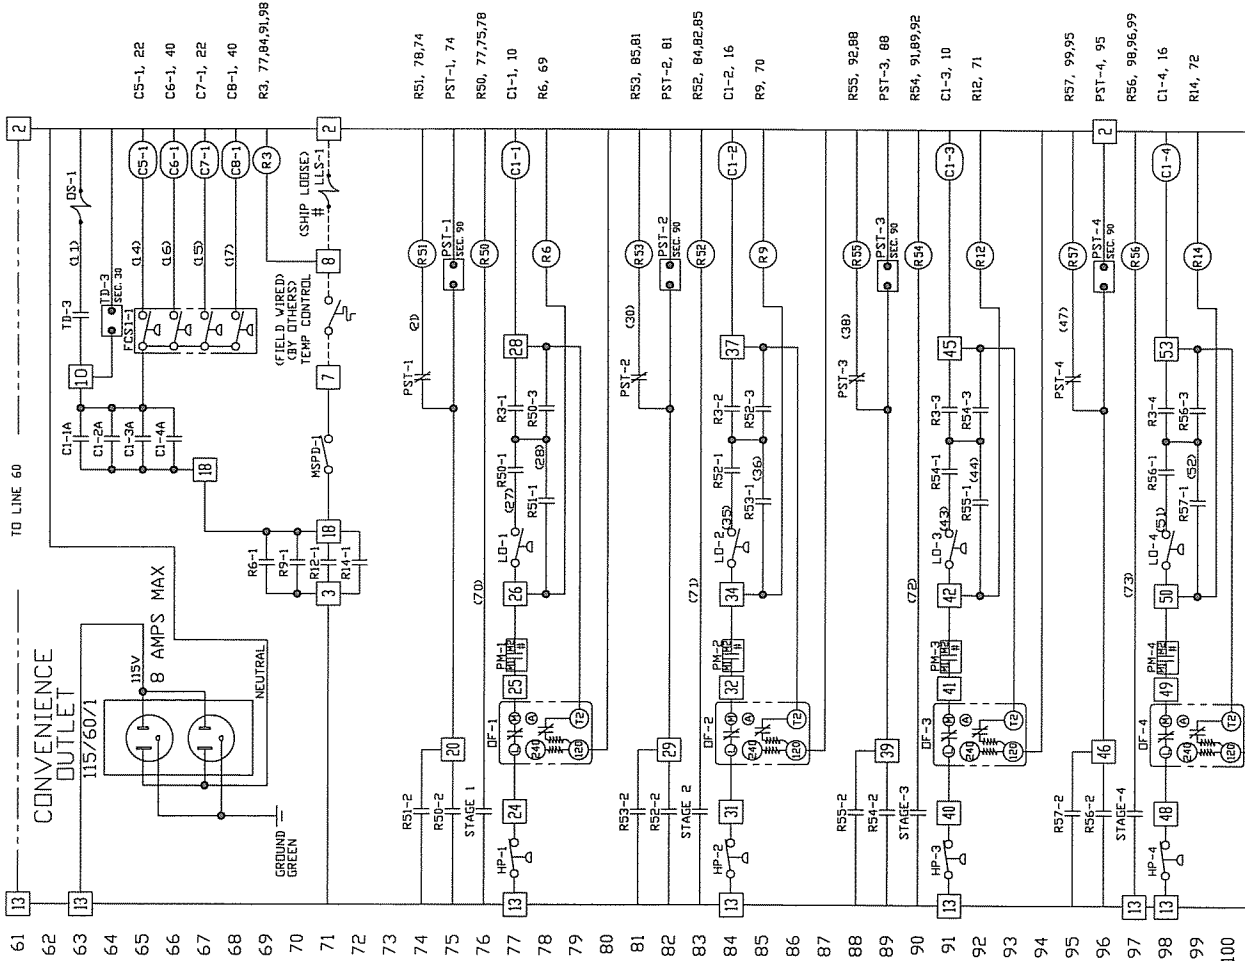 TO LINE 60
CONVENIENCE
OUTLET
115/60/1
115V
8 AMPS MAX
NEUTRAL
GROUND
GREEN
61
13
2
62
63
13
C1-1A
10
TD-3
(11)
DS-1
64
C1-2A
TD-3
SEC. 30
65
C1-3A
FCS1-1
(14)
C5-1
C5-1, 22
66
C1-4A
(16)
C6-1
C6-1, 40
67
18
(15)
C7-1
C7-1, 22
68
(17)
C8-1
C8-1, 40
69
R6-1
R3
R3, 77,84,91,98
70
R9-1
71
3
R12-1
18
MSPD-1
7
(FIELD WIRED)
(BY OTHERS)
TEMP CONTROL
8
(SHIP LOOSE)
#
LLS-1
2
72
R14-1
73
74
R51-2
PST-1
(21)
R51
R51, 78,74
75
R50-2
20
PST-1
SEC. 90
PST-1, 74
76
STAGE 1
(70)
R50
R50, 77,75,78
77
13
HP-1
24
OF-1
L
M
A
240
120
T2
25
PM-1
M1 M2
#
26
LO-1
(27)
R50-1
R3-1
28
C1-1
C1-1, 10
78
R51-1
(28)
R50-3
R6
R6, 69
79
80
81
R53-2
PST-2
(30)
R53
R53, 85,81
82
R52-2
29
PST-2
SEC. 90
PST-2, 81
83
STAGE 2
(71)
R52
R52, 84,82,85
84
13
HP-2
31
OF-2
L
M
A
240
120
T2
32
PM-2
M1 M2
#
34
LO-2
(35)
R52-1
R3-2
37
C1-2
C1-2, 16
85
R53-1
(36)
R52-3
R9
R9, 70
86
87
88
R55-2
PST-3
(38)
R55
R55, 92,88
89
R54-2
39
PST-3
SEC. 90
PST-3, 88
90
STAGE-3
(72)
R54
R54, 91,89,92
91
13
HP-3
40
OF-3
L
M
A
240
120
T2
41
PM-3
M1 M2
#
42
LO-3
(43)
R54-1
R3-3
45
C1-3
C1-3, 10
92
R55-1
(44)
R54-3
R12
R12, 71
93
94
95
R57-2
PST-4
(47)
R57
R57, 99,95
96
R56-2
46
PST-4
SEC. 90
2
PST-4, 95
97
13
STAGE-4
(73)
R56
R56, 98,96,99
98
13
HP-4
48
OF-4
L
M
A
240
120
T2
49
PM-4
M1 M2
#
50
LO-4
(51)
R56-1
R3-4
53
C1-4
C1-4, 16
99
R57-1
(52)
R56-3
R14
R14, 72
100